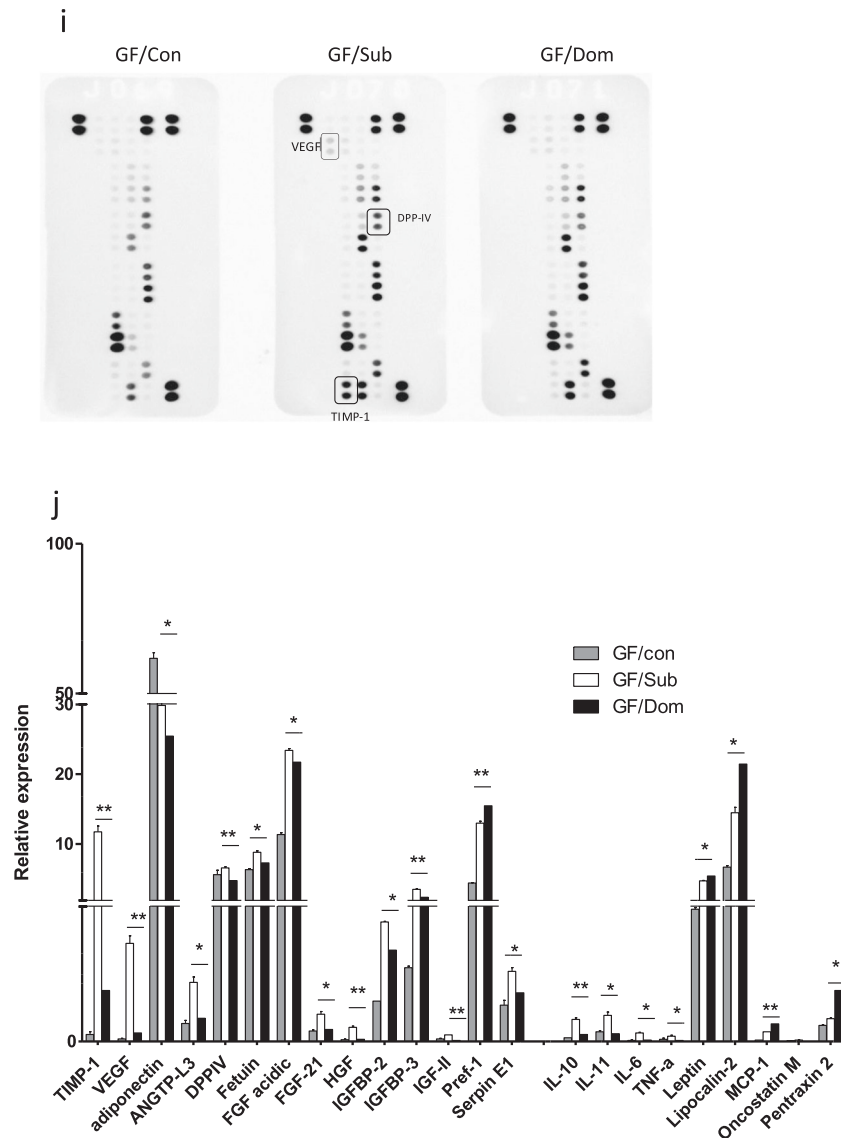 i
GF/Con GF/Sub GF/Dom
VEGF
DPP-IV
TIMP-1
j
Relative expression
100
50
30
20
10
0
GF/con
GF/Sub
GF/Dom
* 
** ** * * ** * * * ** * ** ** ** * ** * * * * * ** *
TIMP-1 VEGF adiponectin ANGTP-L3 DPPIV Fetuin FGF acidic FGF-21 HGF IGFBP-2 IGFBP-3 IGF-II Pref-1 Serpin E1 IL-10 IL-11 IL-6 TNF-a Leptin Lipocalin-2 MCP-1 Oncostatin M Pentraxin 2